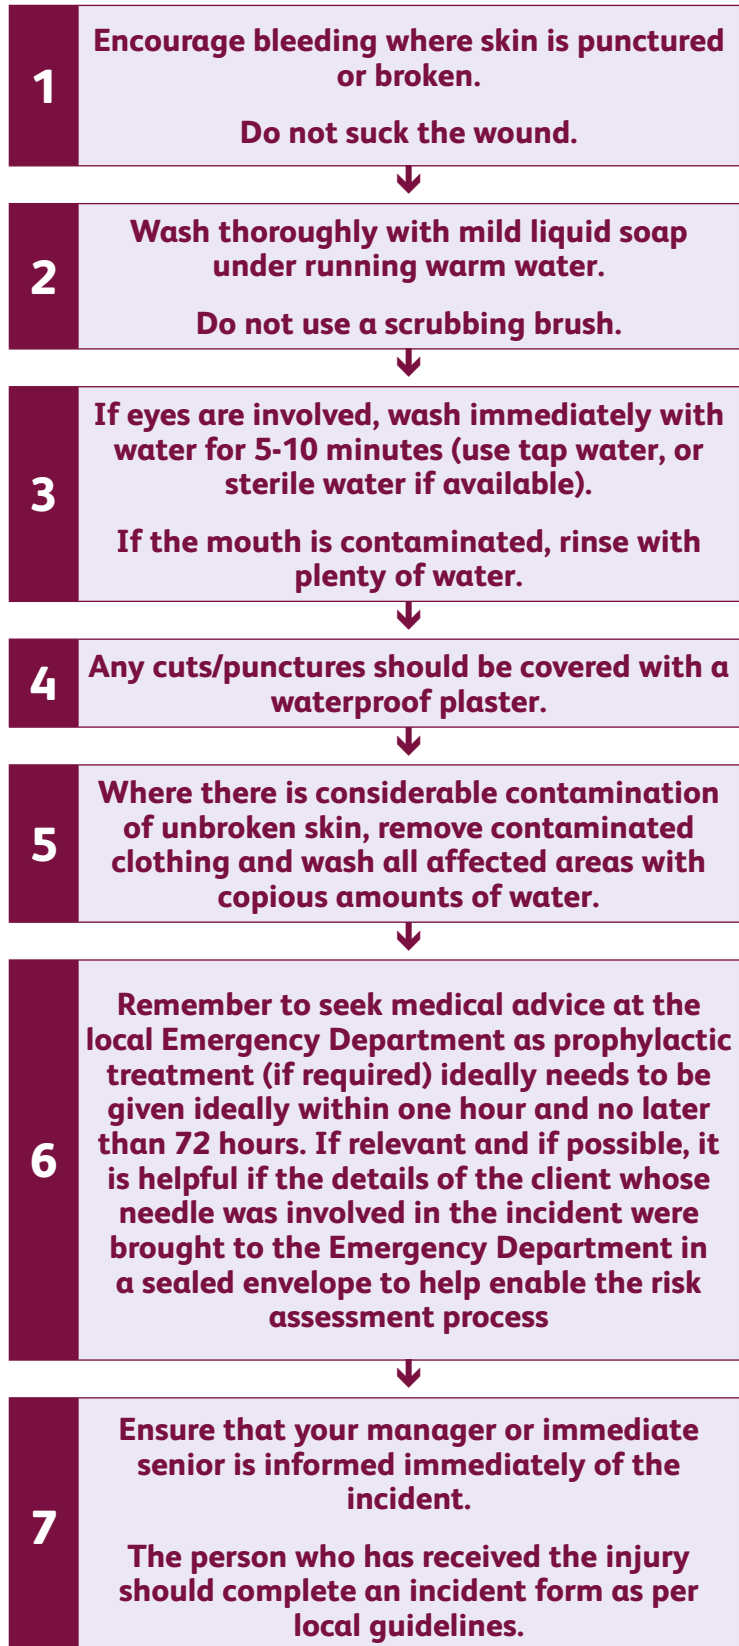 1
Encourage bleeding where skin is punctured
or broken.
Do not suck the wound.
2
Wash thoroughly with mild liquid soap
under running warm water.
Do not use a scrubbing brush.
3
If eyes are involved, wash immediately with
water for 5-10 minutes (use tap water, or
sterile water if available).
If the mouth is contaminated, rinse with
plenty of water.
4
Any cuts/punctures should be covered with a
waterproof plaster.
5
Where there is considerable contamination
of unbroken skin, remove contaminated
clothing and wash all affected areas with
copious amounts of water.
6
Remember to seek medical advice at the
local Emergency Department as prophylactic
treatment (if required) ideally needs to be
given ideally within one hour and no later
than 72 hours. If relevant and if possible, it
is helpful if the details of the client whose
needle was involved in the incident were
brought to the Emergency Department in
a sealed envelope to help enable the risk
assessment process
7
Ensure that your manager or immediate
senior is informed immediately of the
incident.
The person who has received the injury
should complete an incident form as per
local guidelines.